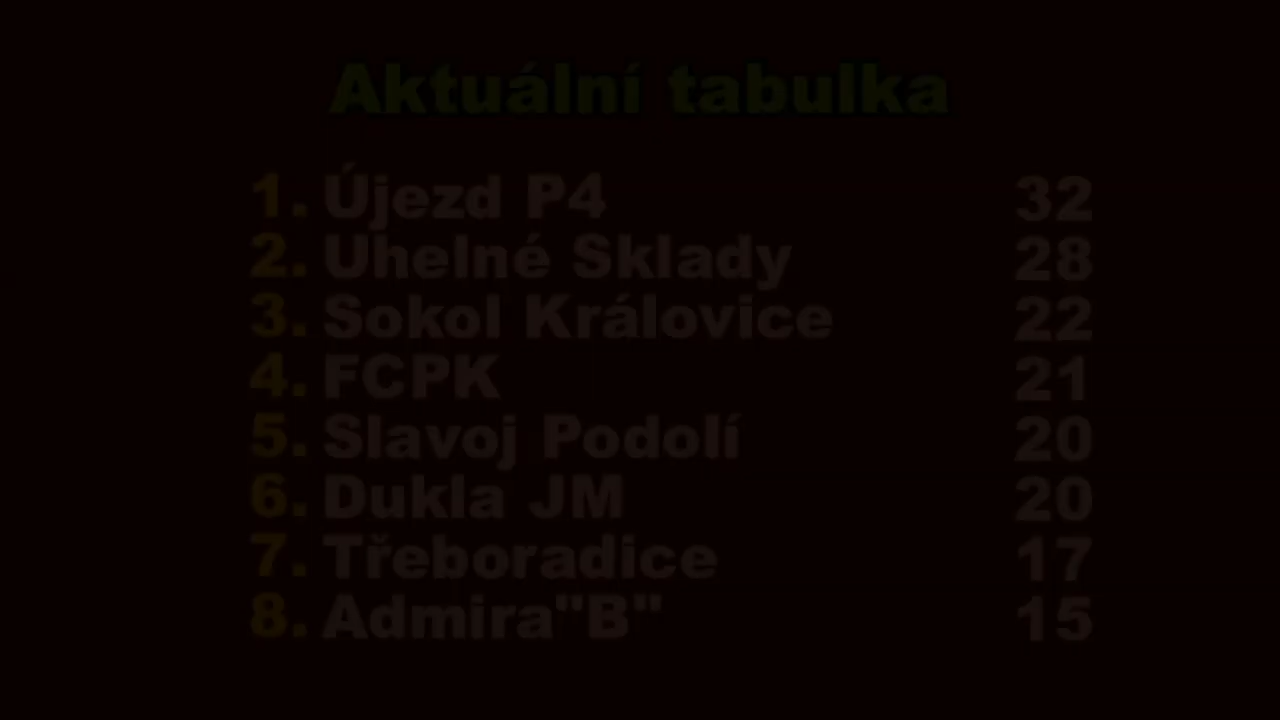 Aktuální tabulka
1. Újezd P4 32
2. Uhelné Sklady 28
3. Sokol Královice 22
4. FCPK 21
5. Slavoj Podolí 20
6. Dukla JM 20
7. Třeboradice 17
8. Admira"B" 15